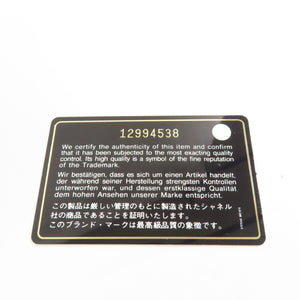 12994538
We certify the authenticity of this item and confirm
that it has been subjected to the most exacting quality
control. Its high quality is a symbol of the fine reputation
of the Trademark.
Wir bestätigen, dass es sich um einen Artikel handelt,
der während seiner Herstellung strengsten Kontrollen
unterworfen war, und dessen erstklassige Qualität
dem hohen Ansehen unserer Marke entspricht.
この製品は厳しい管理のもとに製造されたシャネル
社の商品であることを証明いたします。
このブランド・マークは最高級品質の象徴です。